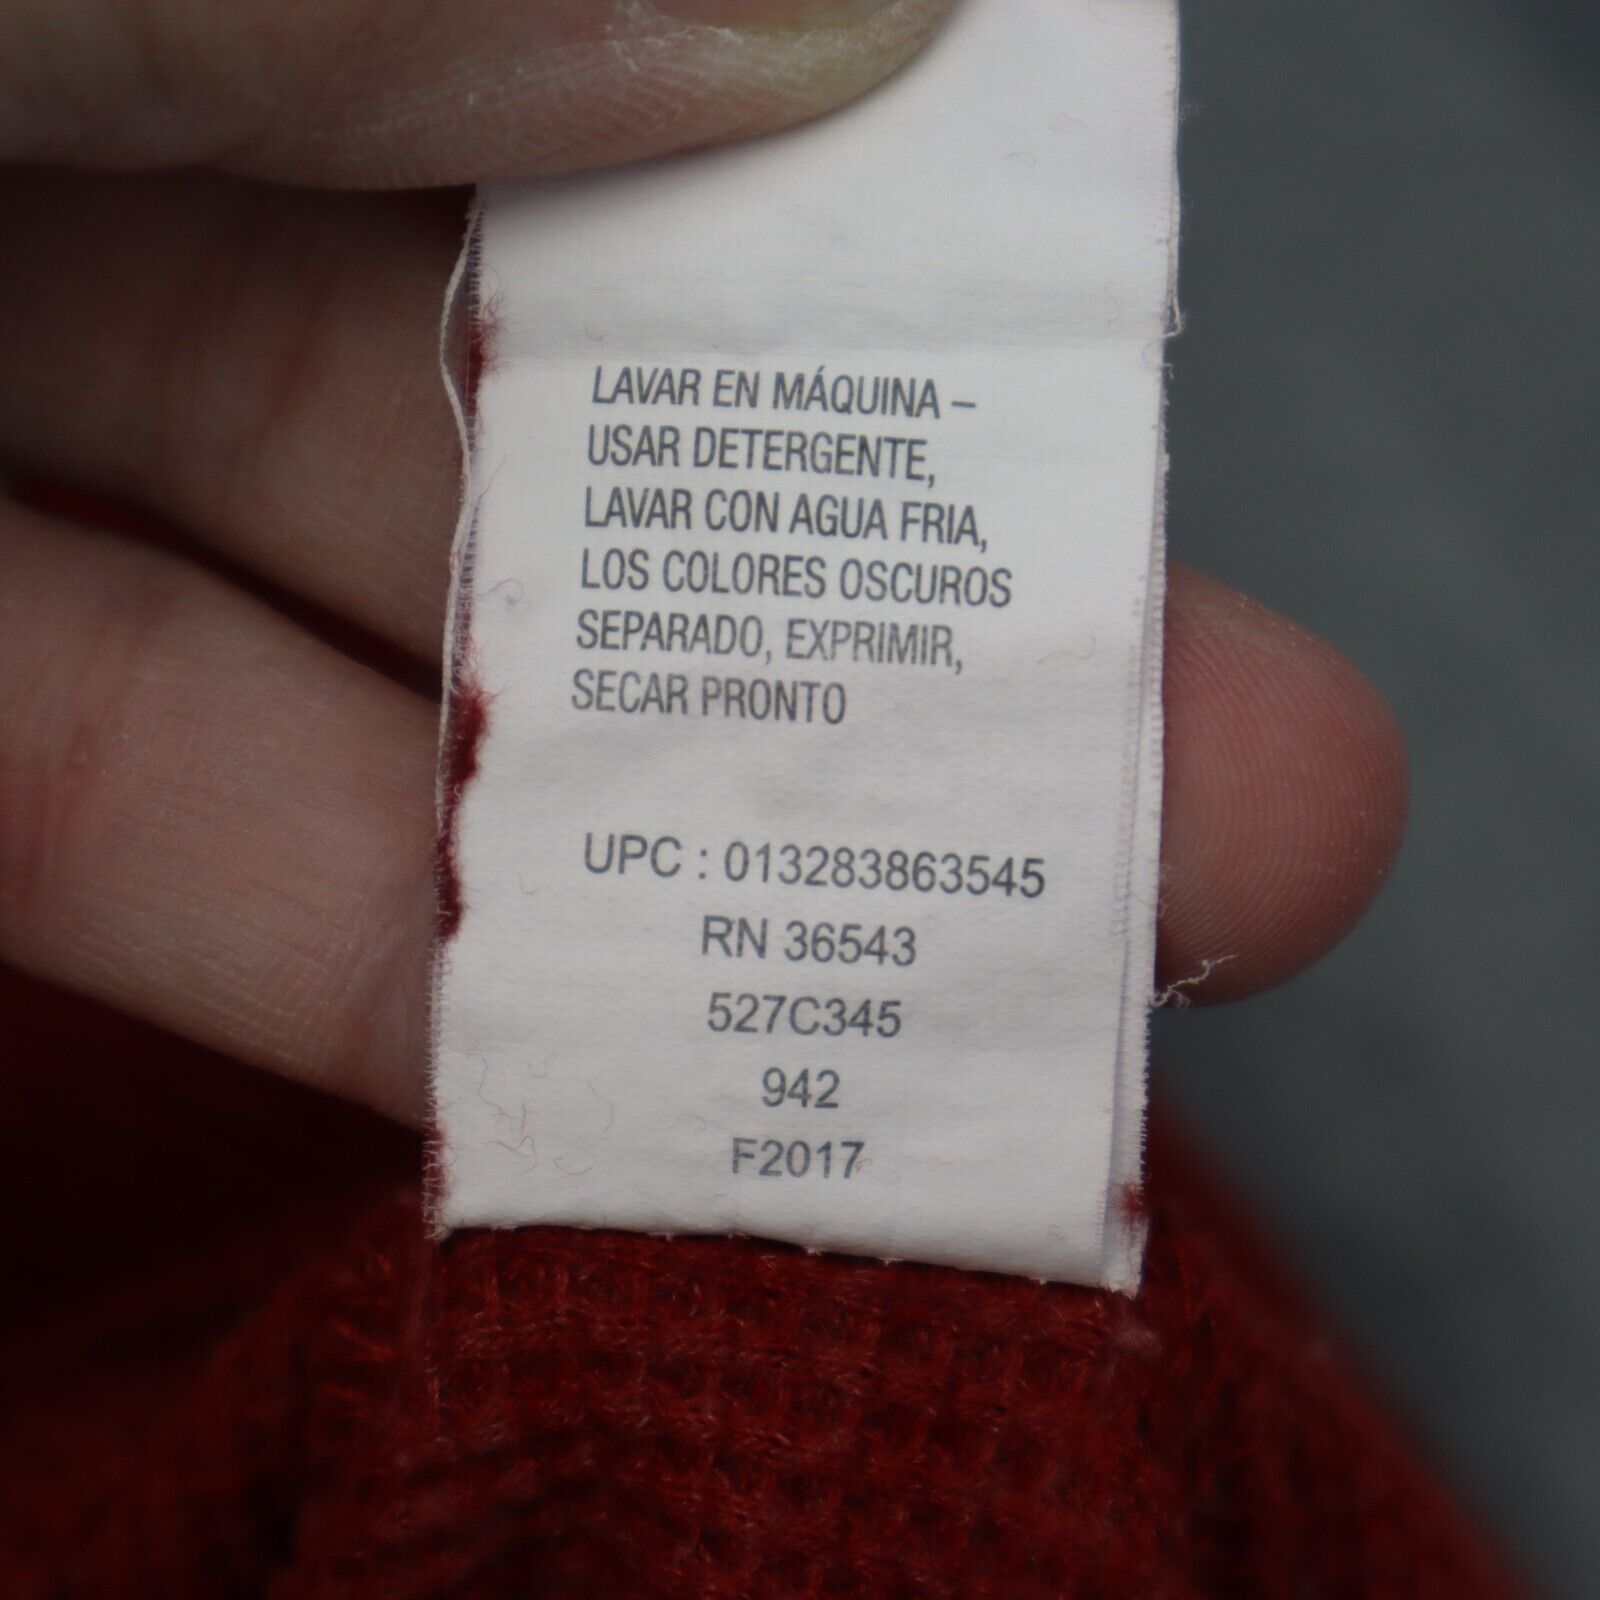 LAVAR EN MÁQUINA –
USAR DETERGENTE,
LAVAR CON AGUA FRIA,
LOS COLORES OSCUROS
SEPARADO, EXPRIMIR,
SECAR PRONTO
UPC : 013283863545
RN 36543
527C345
942
F2017